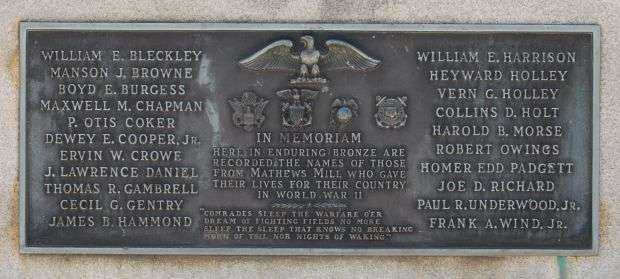 WILLIAM E. BLECKLEY
MANSON J. BROWNE
BOYD E. BURGESS
MAXWELL M. CHAPMAN
P. OTIS COKER
DEWEY E. COOPER, JR.
ERVIN W. CROWE
J. LAWRENCE DANIEL
THOMAS R. GAMBRELL
CECIL G. GENTRY
JAMES B. HAMMOND
IN MEMORIAM
HERE IN ENDURING BRONZE ARE
RECORDED THE NAMES OF THOSE
FROM MATHEWS MILL WHO GAVE
THEIR LIVES FOR THEIR COUNTRY
IN WORLD WAR II
"COMRADES SLEEP THE WARFARE O'ER
DREAM OF FIGHTING FIELDS NO MORE
SLEEP THE SLEEP THAT KNOWS NO BREAKING
MORN OF TOIL NOR NIGHTS OF WAKING"
WILLIAM E. HARRISON
HEYWARD HOLLEY
VERN G. HOLLEY
COLLINS D. HOLT
HAROLD B. MORSE
ROBERT OWINGS
HOMER EDD PADGETT
JOE D. RICHARD
PAUL R. UNDERWOOD, JR.
FRANK A. WIND, JR.